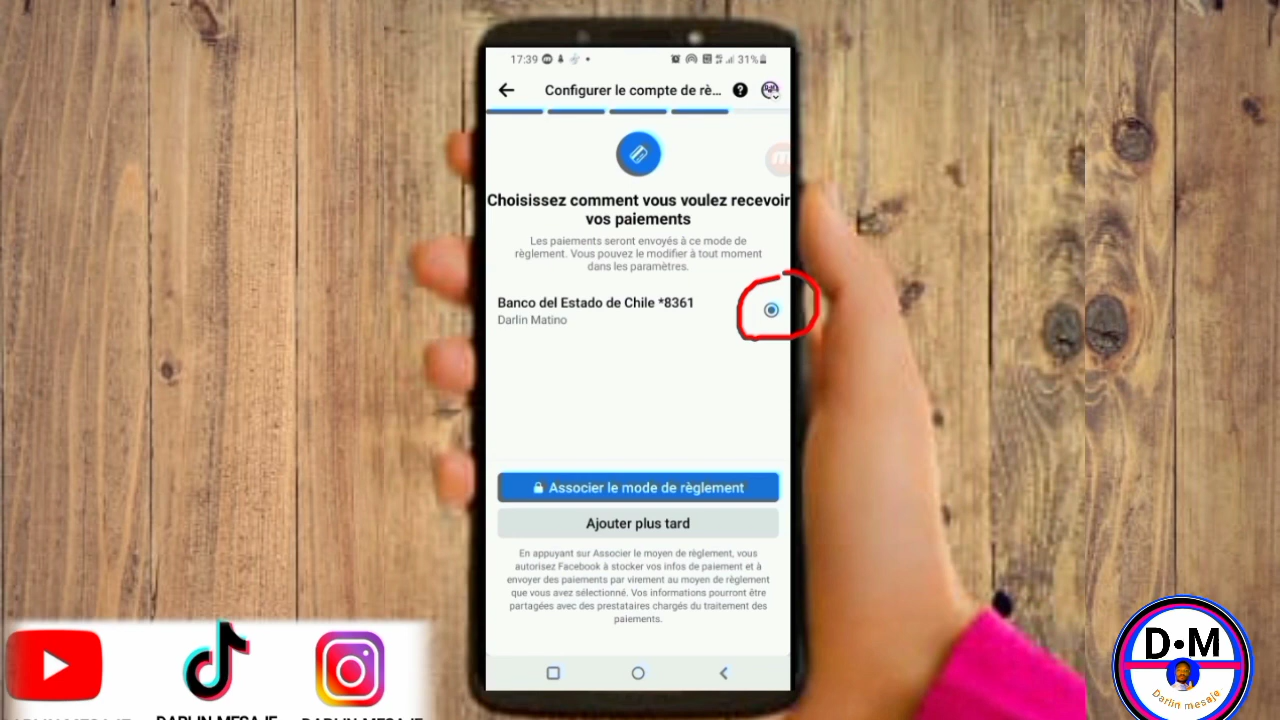 17:39
31%
Configurer le compte de rè...
Choisissez comment vous voulez recevoir
vos paiements
Les paiements seront envoyés à ce mode de
règlement. Vous pouvez le modifier à tout moment
dans les paramètres.
Banco del Estado de Chile *8361
Darlin Matino
Associer le mode de règlement
Ajouter plus tard
En appuyant sur Associer le moyen de règlement, vous
autorisez Facebook à stocker vos infos de paiement et à
envoyer des paiements par virement au moyen de règlement
que vous avez sélectionné. Vos informations pourront être
partagées avec des prestataires chargés du traitement des
paiements.
DARLIN MESAJE
DARLIN MESAJE
D•M
Darlin mesaje